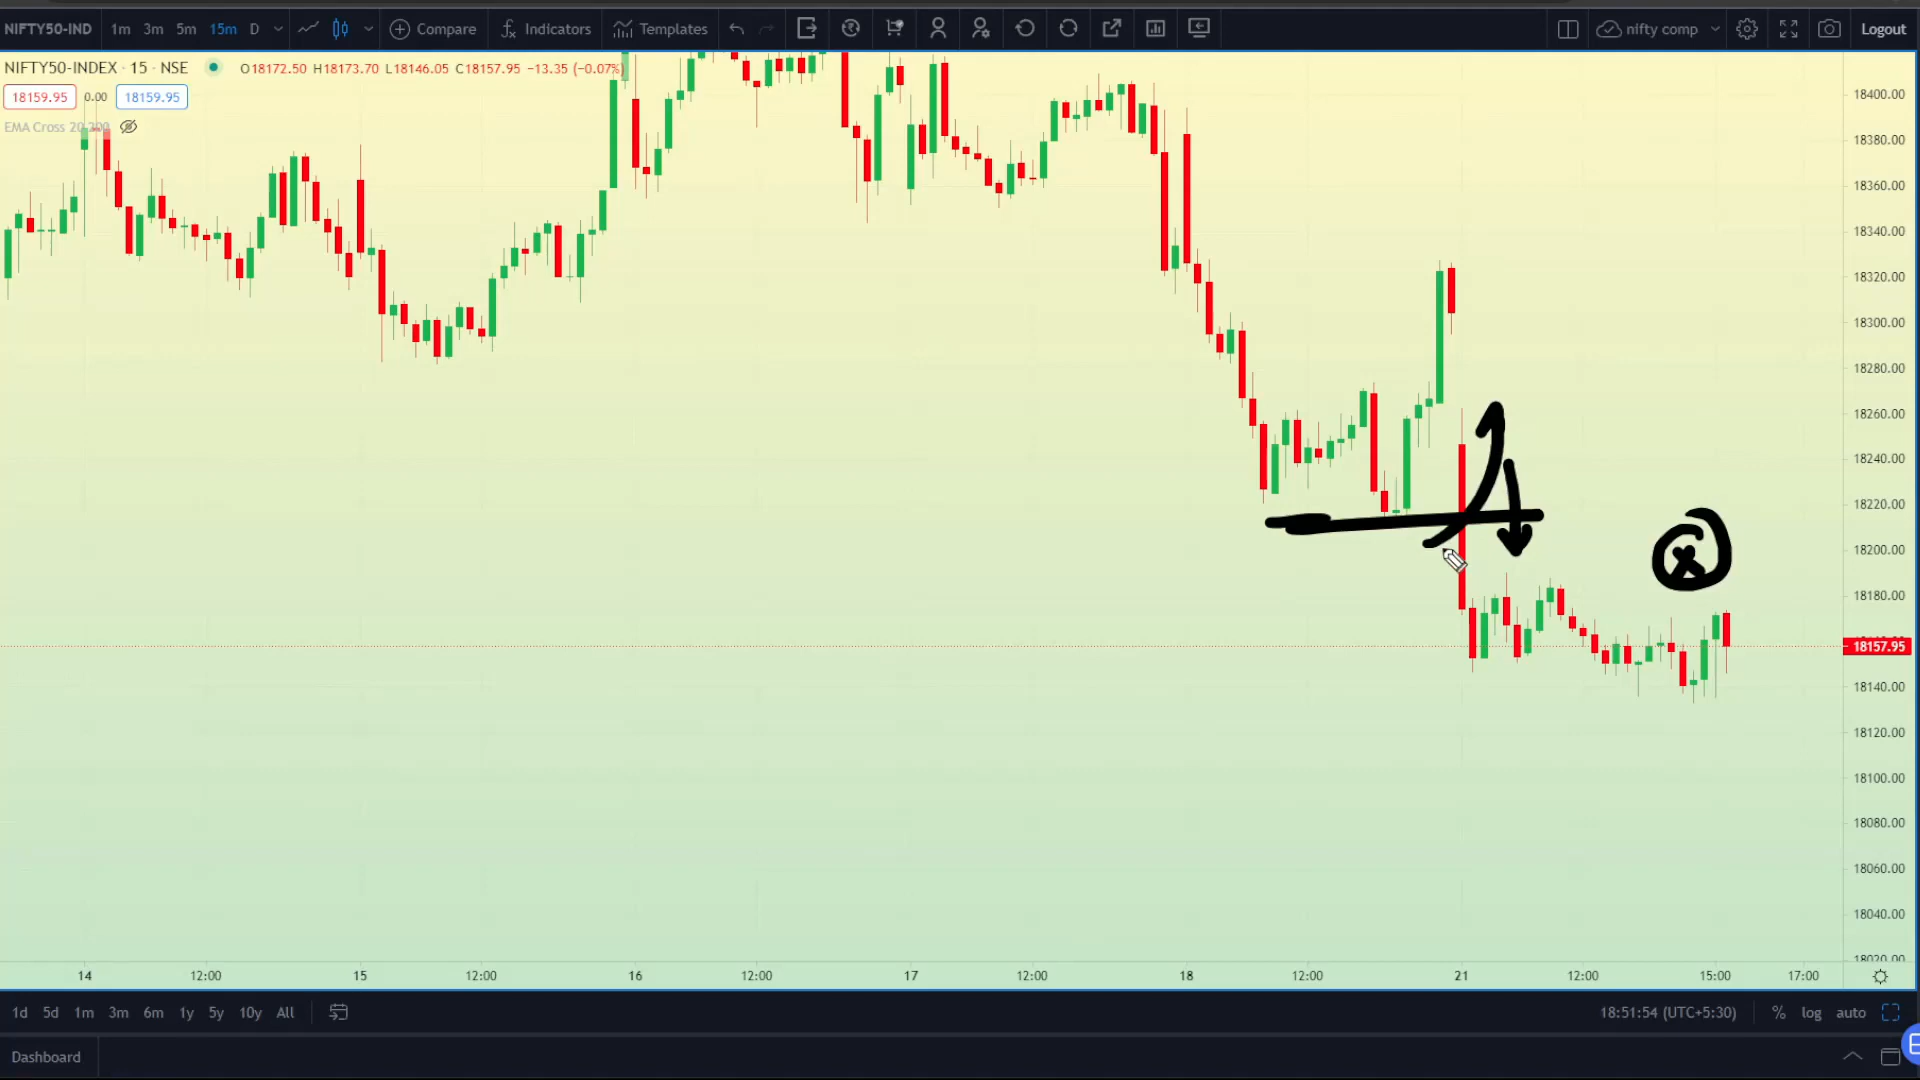 NIFTY50-IND 1m 3m 5m 15m D Compare Indicators Templates nifty comp Logout
NIFTY50-INDEX · 15 · NSE O18172.50 H18173.70 L18146.05 C18157.95 −13.35 (−0.07%)
18159.95 0.00 18159.95
EMA Cross 20 200
18400.00
18380.00
18360.00
18340.00
18320.00
18300.00
18280.00
18260.00
18240.00
18220.00
18200.00
18180.00
18157.95
18140.00
18120.00
18100.00
18080.00
18060.00
18040.00
18020.00
14 12:00 15 12:00 16 12:00 17 12:00 18 12:00 21 12:00 15:00 17:00
1d 5d 1m 3m 6m 1y 5y 10y All 18:51:54 (UTC+5:30) % log auto
Dashboard